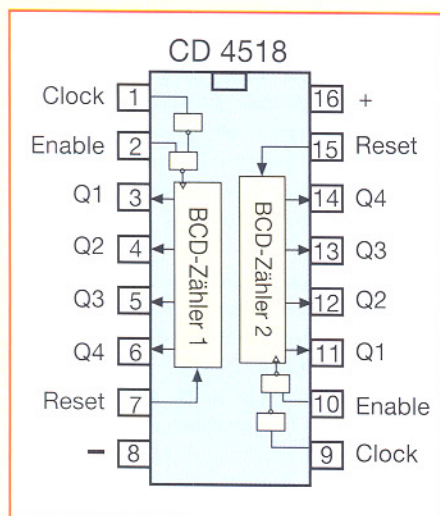 CD 4518
Clock 1
Enable 2
Q1 3
Q2 4
Q3 5
Q4 6
Reset 7
– 8
BCD-Zähler 1
BCD-Zähler 2
16 +
15 Reset
14 Q4
13 Q3
12 Q2
11 Q1
10 Enable
9 Clock